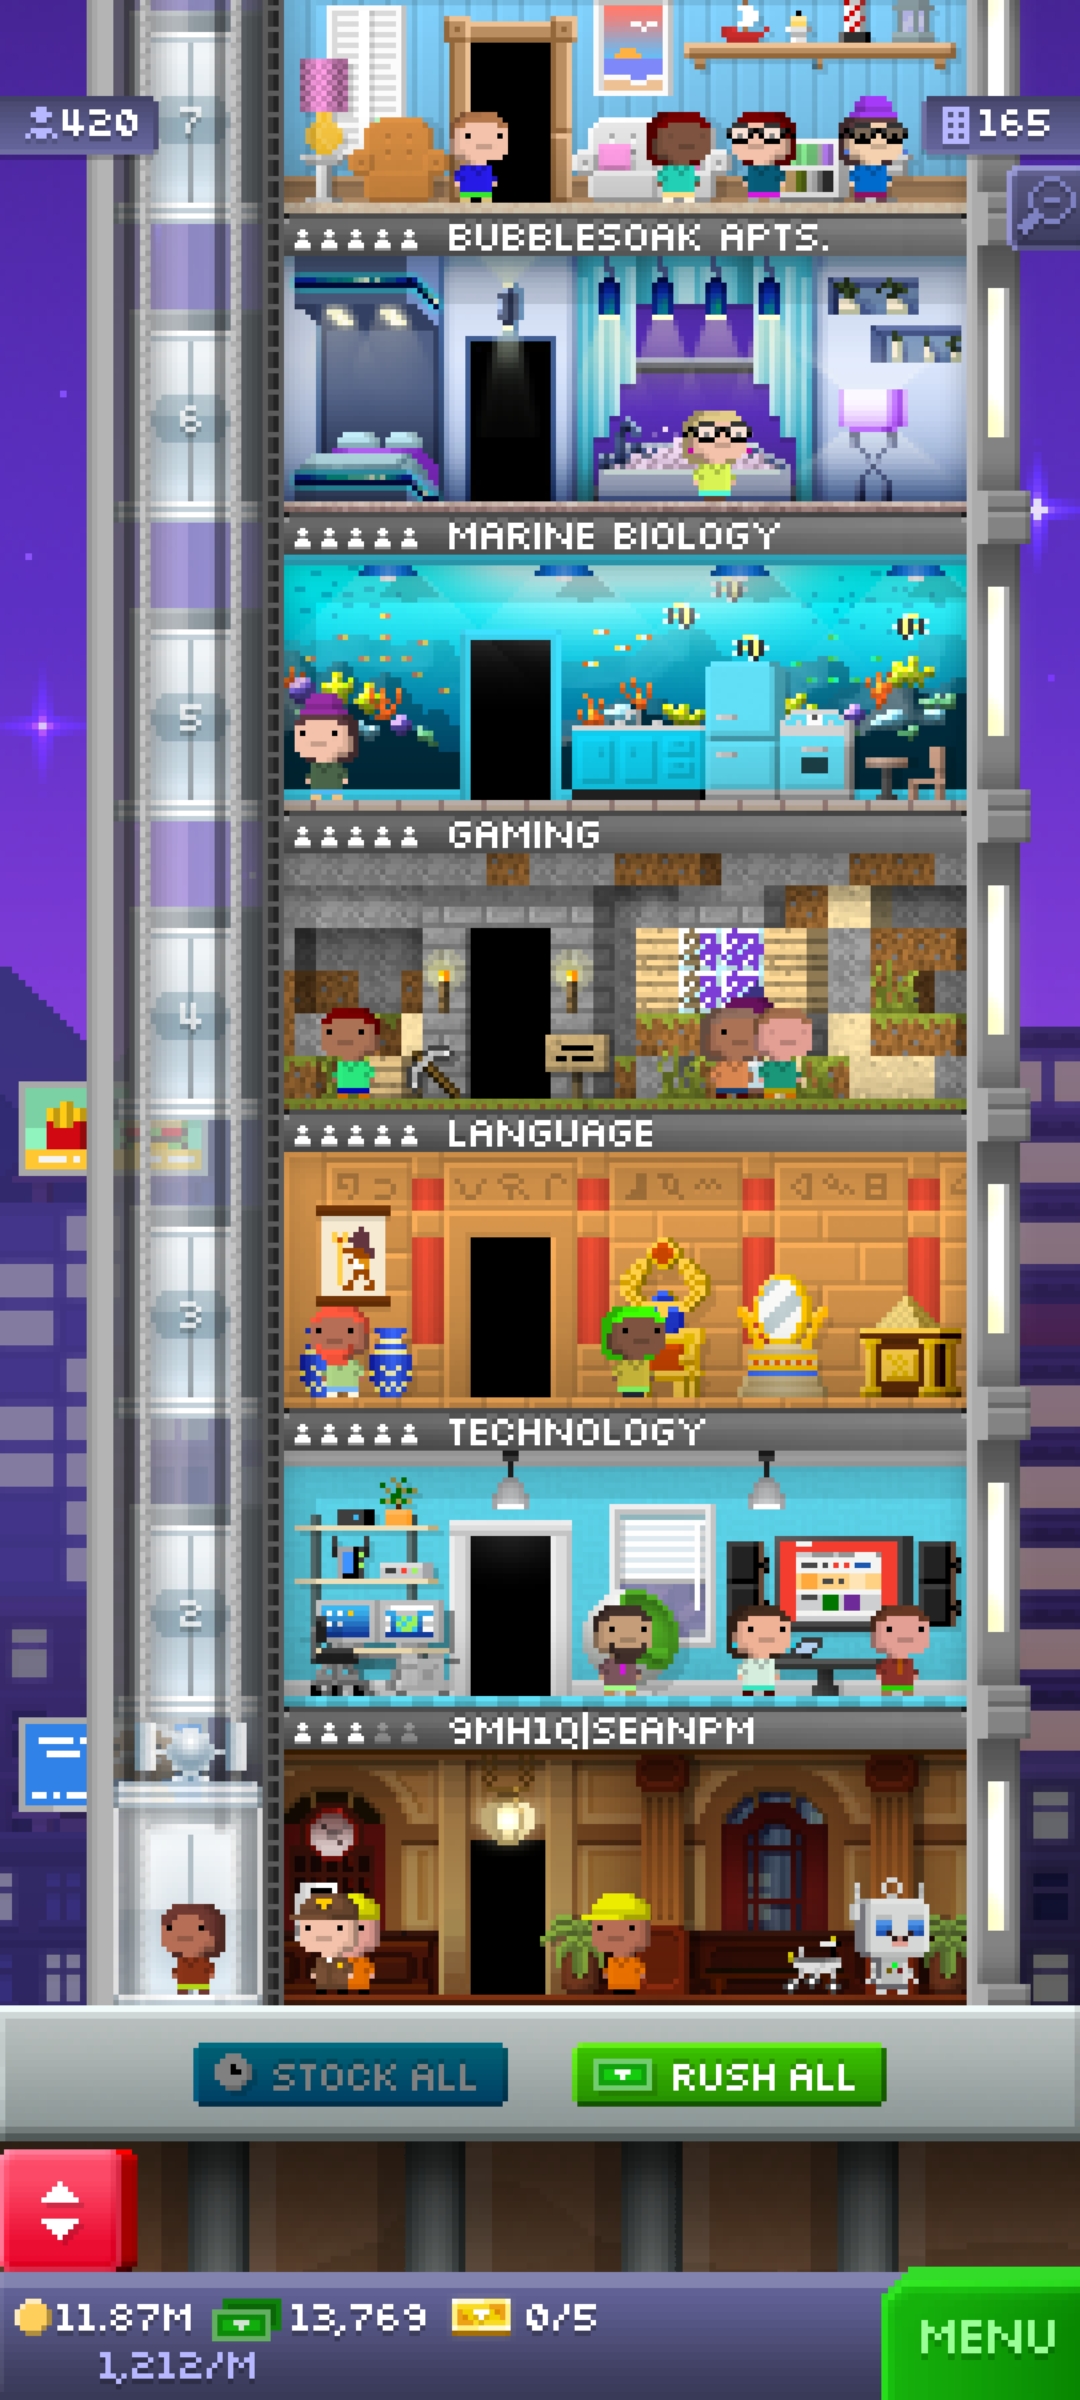 7
420
165
BUBBLESOAK APTS.
6
MARINE BIOLOGY
5
GAMING
4
LANGUAGE
3
TECHNOLOGY
2
9MH1Q|SEANPM
STOCK ALL
RUSH ALL
11.87M
13,769
0/5
MENU
1,212/M